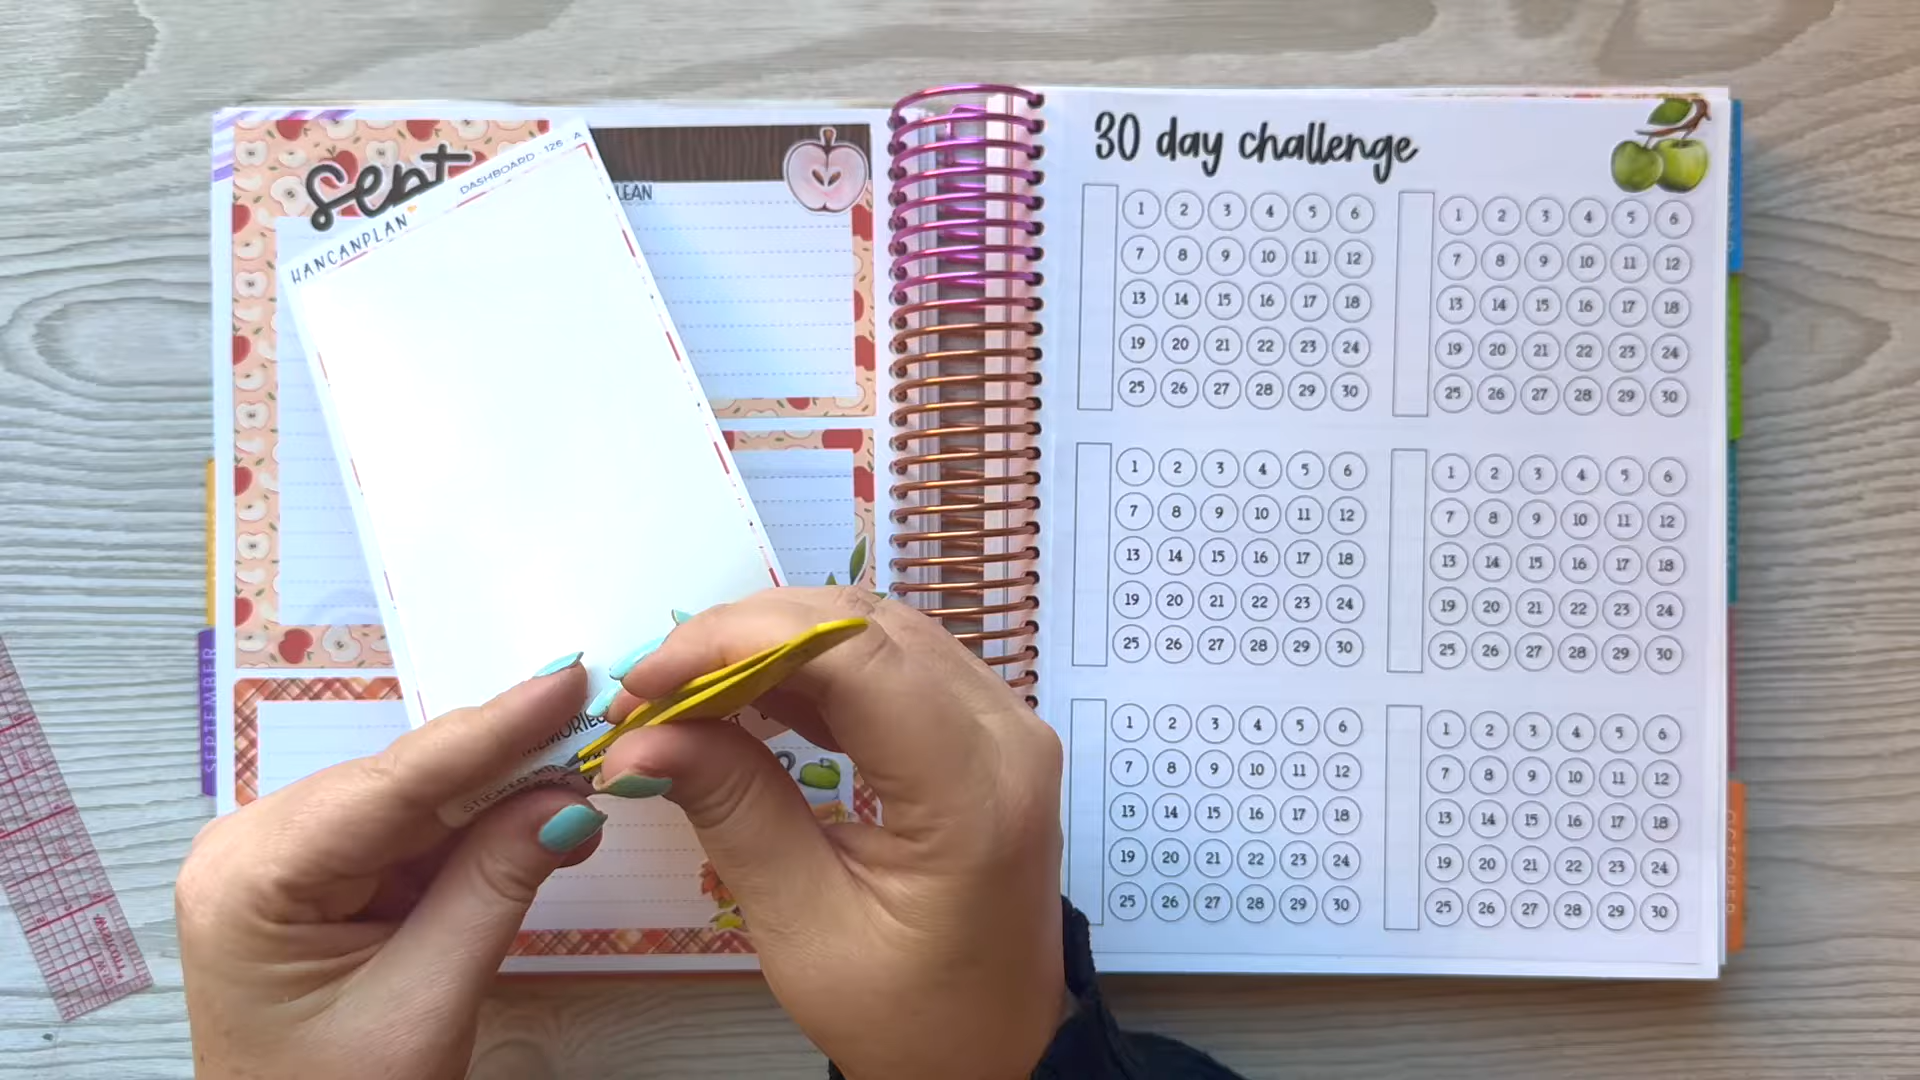 Sept
DASHBOARD - 126 - A
HANCANPLAN
LEAN
MEMORIES
STICKER KITS
SEPTEMBER
30 day challenge
1 2 3 4 5 6
7 8 9 10 11 12
13 14 15 16 17 18
19 20 21 22 23 24
25 26 27 28 29 30
1 2 3 4 5 6
7 8 9 10 11 12
13 14 15 16 17 18
19 20 21 22 23 24
25 26 27 28 29 30
1 2 3 4 5 6
7 8 9 10 11 12
13 14 15 16 17 18
19 20 21 22 23 24
25 26 27 28 29 30
1 2 3 4 5 6
7 8 9 10 11 12
13 14 15 16 17 18
19 20 21 22 23 24
25 26 27 28 29 30
1 2 3 4 5 6
7 8 9 10 11 12
13 14 15 16 17 18
19 20 21 22 23 24
25 26 27 28 29 30
1 2 3 4 5 6
7 8 9 10 11 12
13 14 15 16 17 18
19 20 21 22 23 24
25 26 27 28 29 30
OCTOBER